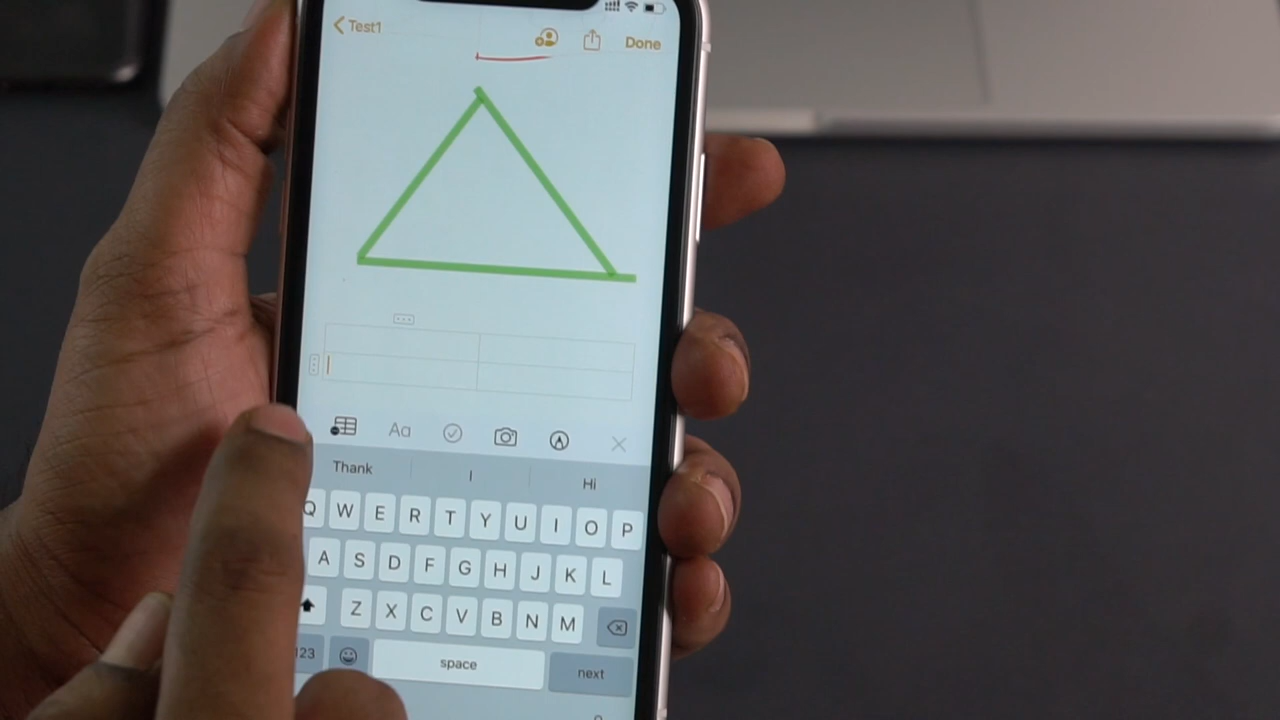 Test1
Done
Aa
Thank I Hi
Q W E R T Y U I O P
A S D F G H J K L
Z X C V B N M
123 space next